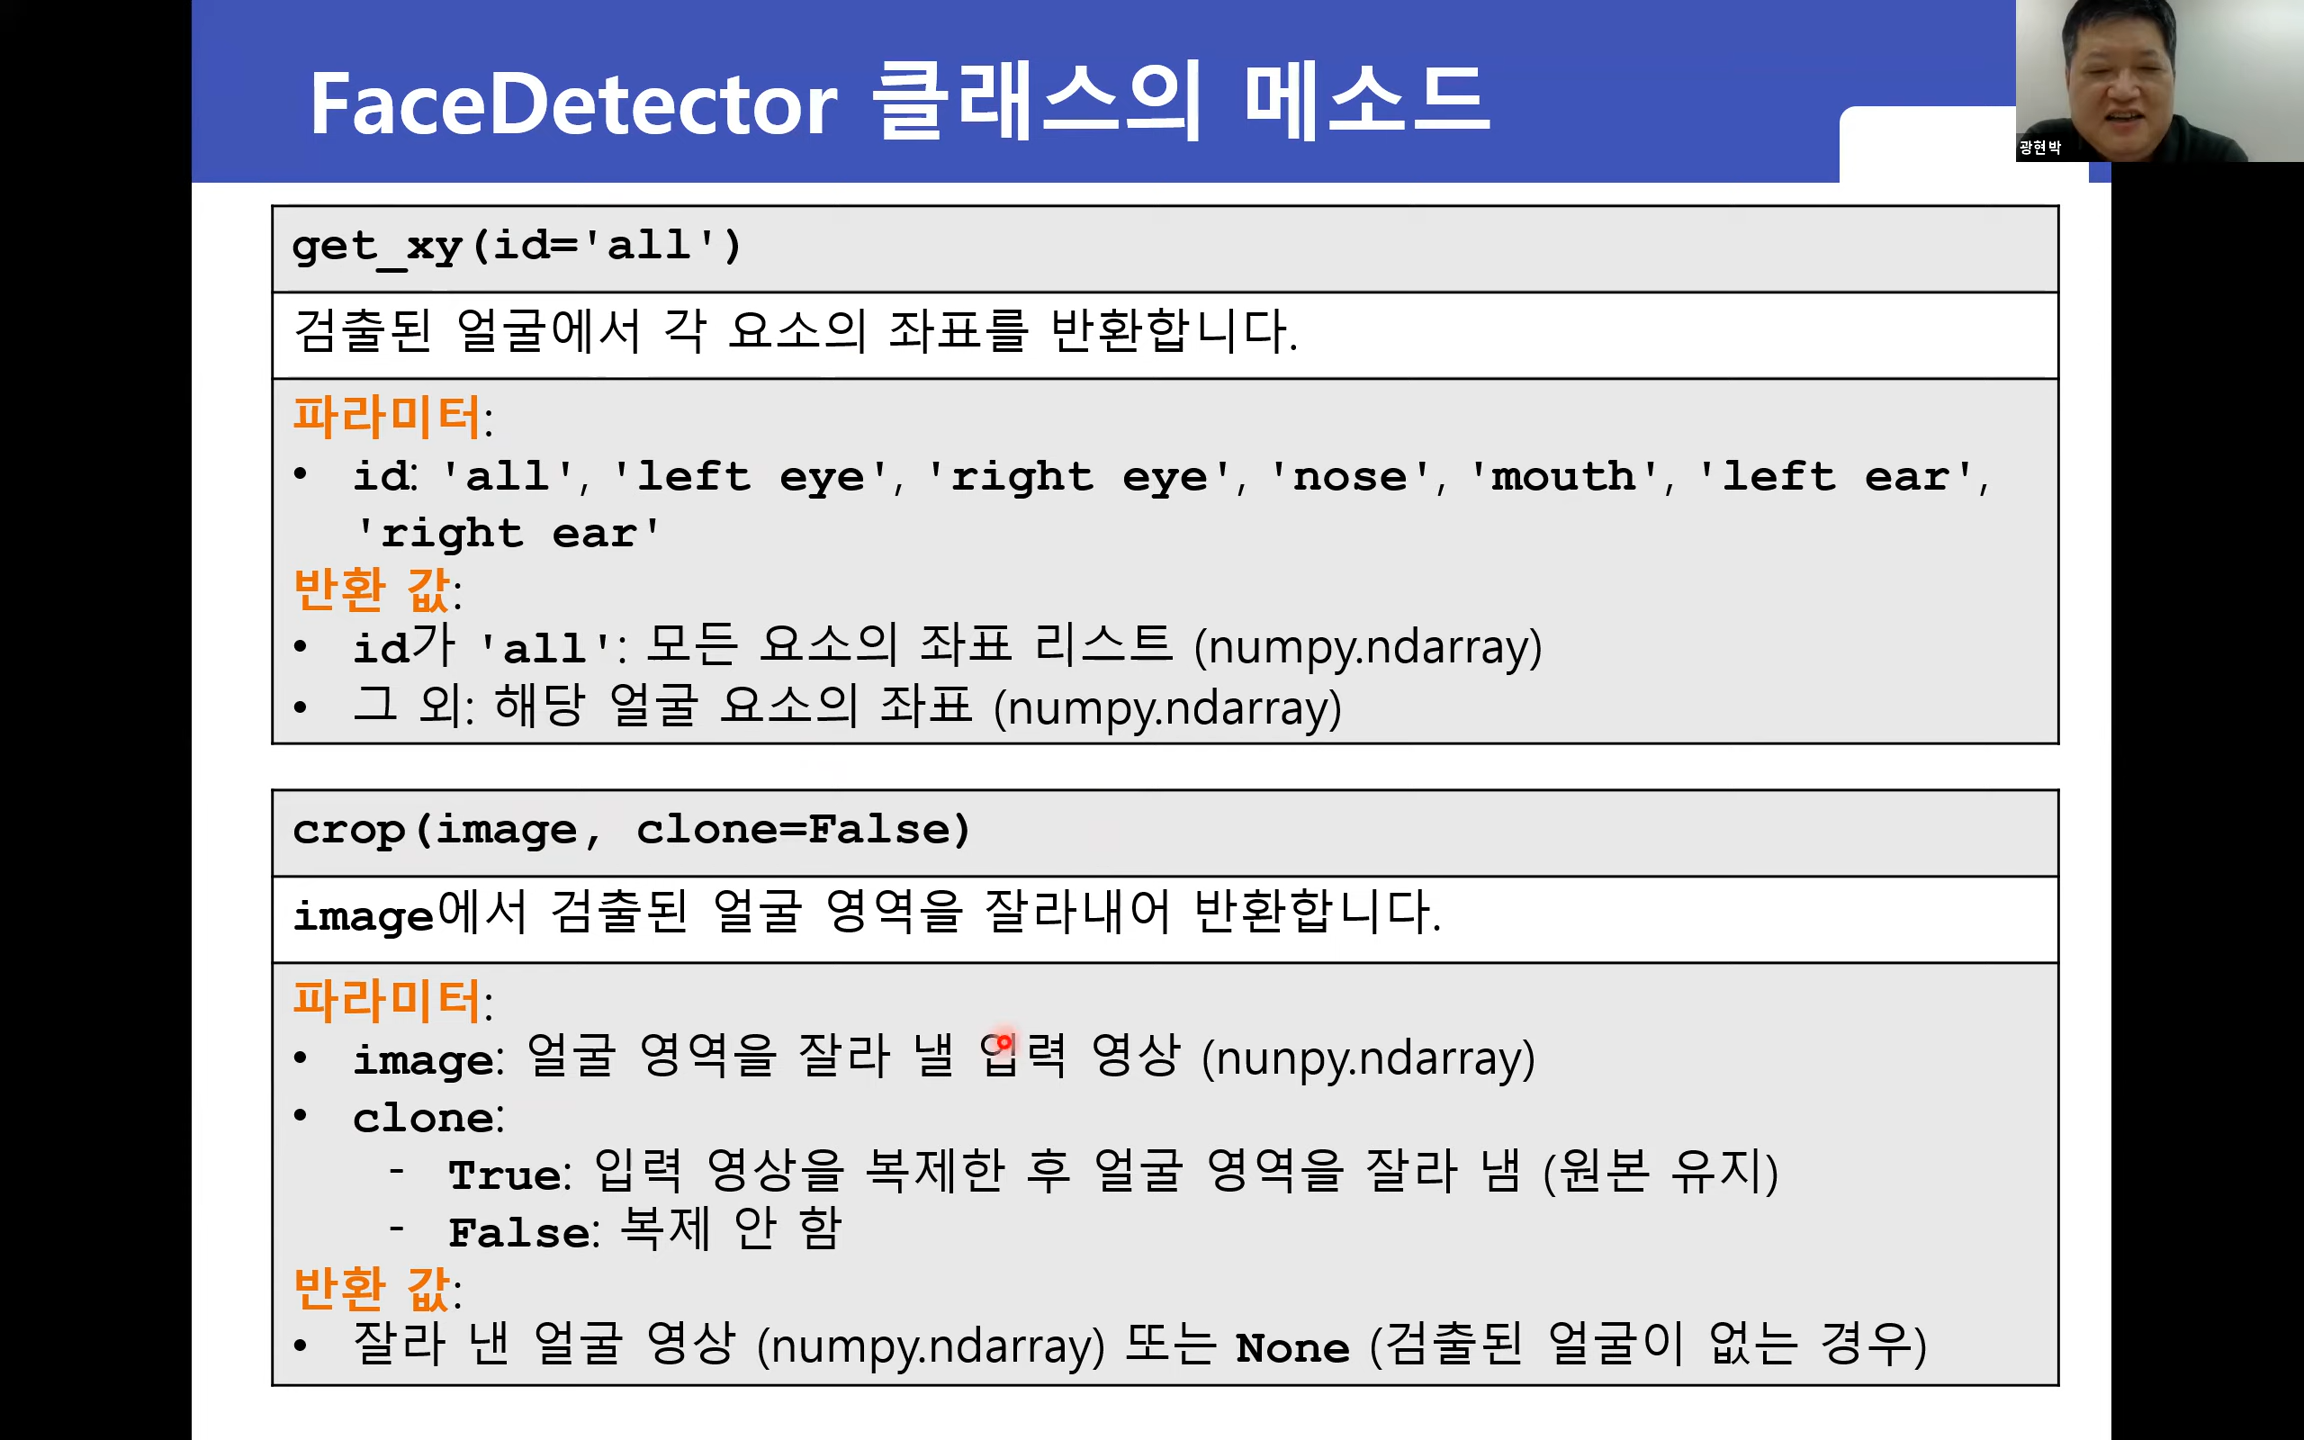 FaceDetector 클래스의 메소드
광현박
get_xy(id='all')
검출된 얼굴에서 각 요소의 좌표를 반환합니다.
파라미터:
• id: 'all', 'left eye', 'right eye', 'nose', 'mouth', 'left ear',
'right ear'
반환 값:
• id가 'all': 모든 요소의 좌표 리스트 (numpy.ndarray)
• 그 외: 해당 얼굴 요소의 좌표 (numpy.ndarray)
crop(image, clone=False)
image에서 검출된 얼굴 영역을 잘라내어 반환합니다.
파라미터:
• image: 얼굴 영역을 잘라 낼 입력 영상 (nunpy.ndarray)
• clone:
- True: 입력 영상을 복제한 후 얼굴 영역을 잘라 냄 (원본 유지)
- False: 복제 안 함
반환 값:
• 잘라 낸 얼굴 영상 (numpy.ndarray) 또는 None (검출된 얼굴이 없는 경우)